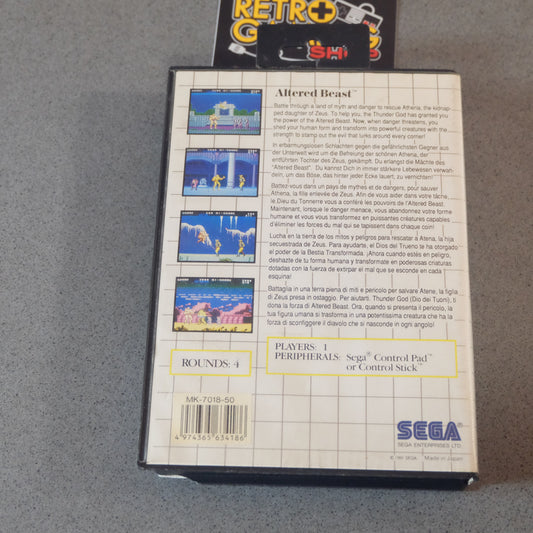 RETRO
GAMING
SH
Altered Beast™
Battle through a land of myth and danger to rescue Athena, the kidnap-
ped daughter of Zeus. To help you, the Thunder God has granted you
the power of the Altered Beast. Now, when danger threatens, you
shed your human form and transform into powerful creatures with the
strength to stamp out the evil that lurks around every corner!
In erbarmungslosen Schlachten gegen die gefährlichsten Gegner aus
der Unterwelt wird um die Befreiung der schönen Athena, der
entführten Tochter des Zeus, gekämpft. Du erlangst die Mächte des
"Altered Beast". Du kannst Dich in immer stärkere Lebewesen verwan-
deln, um das Böse, das hinter jeder Ecke lauert, zu vernichten!
Battez-vous dans un pays de mythes et de dangers, pour sauver
Athena, la fille enlevée de Zeus. Afin de vous aider dans votre tâche,
le Dieu du Tonnerre vous a conféré les pouvoirs de l'Altered Beast.
Maintenant, lorsque le danger menace, vous abandonnez votre forme
humaine et vous vous transformez en puissantes créatures capables
d'éliminer les forces du mal qui se tapissent dans chaque coin!
Lucha en la tierra de los mitos y peligros para rescatar a Atena, la hija
secuestrada de Zeus. Para ayudarte, el Dios del Trueno te ha otorgado
el poder de la Bestia Transformada. ¡Ahora cuando estés en peligro,
deshazte de tu forma humana y transformate en poderosas criaturas
dotadas con la fuerza de extirpar el mal que se esconde en cada
esquina!
Battaglia in una terra piena di miti e pericolo per salvare Atena, la figlia
di Zeus presa in ostaggio. Per aiutarti, Thunder God (Dio dei Tuoni), ti
dona la forza di Altered Beast. Ora, quando si presenta il pericolo, la
tua figura umana si trasforma in una potentissima creatura che ha la
forza di sconfiggere il diavolo che si nasconde in ogni angolo!
PLAYERS: 1
PERIPHERALS: Sega® Control Pad™
or Control Stick™
ROUNDS: 4
MK-7018-50
4 974365 634186
SEGA
SEGA ENTERPRISES LTD.
Made in Japan